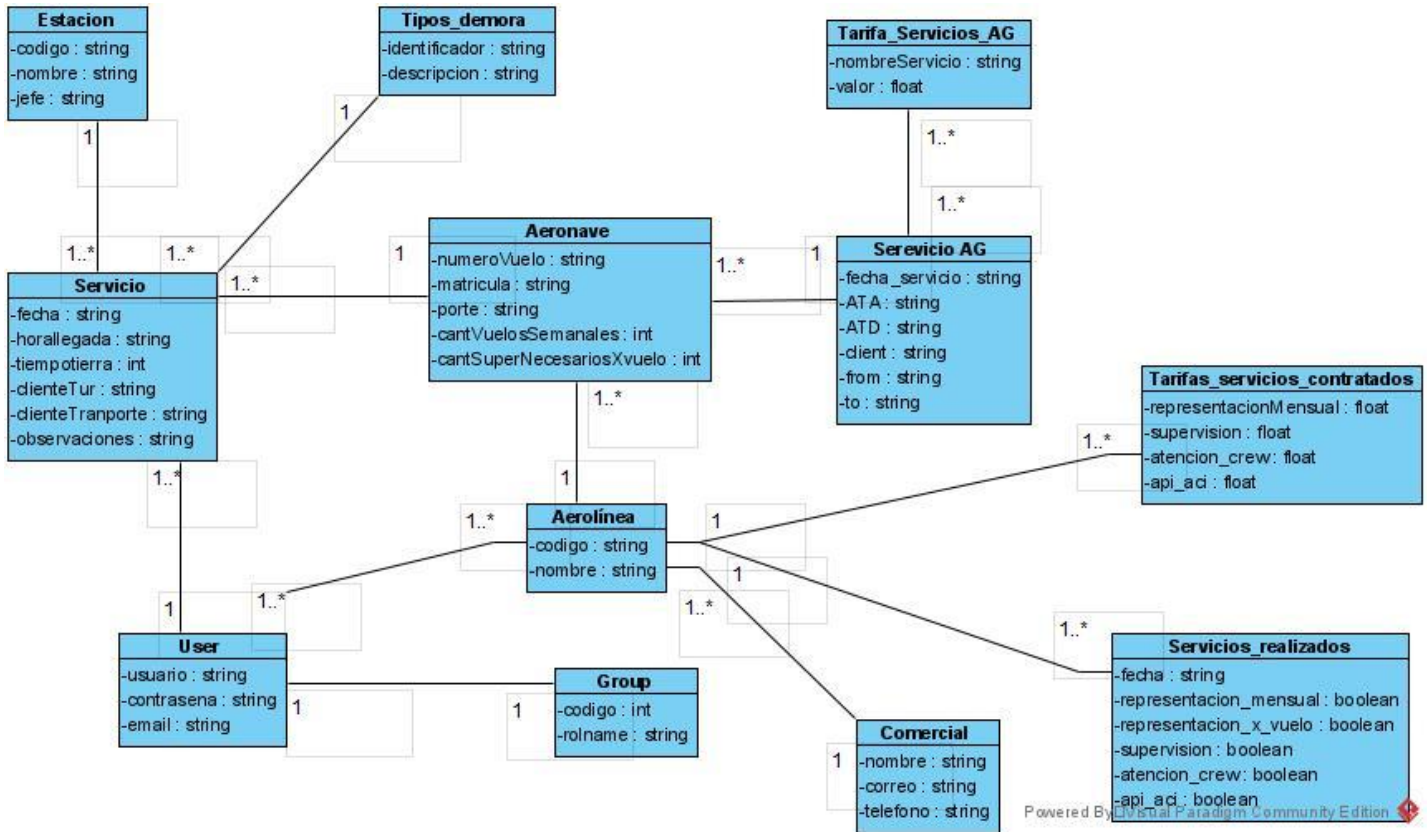 Estacion
-codigo : string
-nombre : string
-jefe : string
Tipos_demora
-identificador : string
-descripcion : string
Tarifa_Servicios_AG
-nombreServicio : string
-valor : float
1
1
1..*
1..*
1..*
1..*
1..*
1
1..*
1
Servicio
-fecha : string
-horallegada : string
-tiempotierra : int
-clienteTur : string
-clienteTranporte : string
-observaciones : string
Aeronave
-numeroVuelo : string
-matricula : string
-porte : string
-cantVuelosSemanales : int
-cantSuperNecesariosXvuelo : int
Serevicio AG
-fecha_servicio : string
-ATA : string
-ATD : string
-client : string
-from : string
-to : string
1..*
1
Tarifas_servicios_contratados
-representacionMensual : float
-supervision : float
-atencion_crew : float
-api_aci : float
1..*
1..*
1..*
Aerolínea
-codigo : string
-nombre : string
1
1
1..*
1..*
1
1..*
User
-usuario : string
-contrasena : string
-email : string
1
1
Group
-codigo : int
-rolname : string
1
Comercial
-nombre : string
-correo : string
-telefono : string
Servicios_realizados
-fecha : string
-representacion_mensual : boolean
-representacion_x_vuelo : boolean
-supervision : boolean
-atencion_crew : boolean
-api_aci : boolean
Powered By Visual Paradigm Community Edition